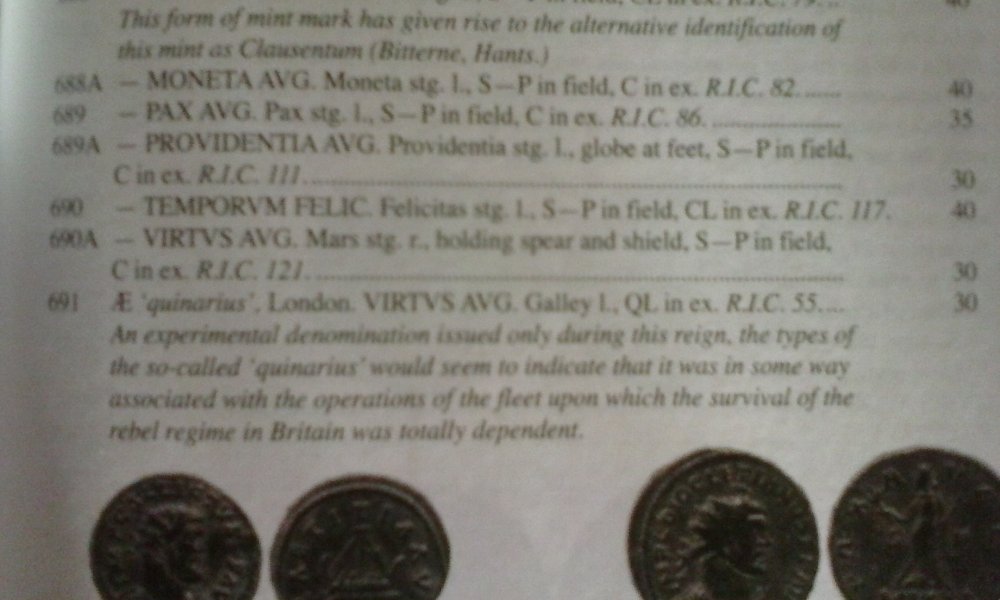 This form of mint mark has given rise to the alternative identification of
this mint as Clausentum (Bitterne, Hants.)
688A — MONETA AVG. Moneta stg. l., S—P in field, C in ex. R.I.C. 82. ...... 40
689 — PAX AVG. Pax stg. l., S—P in field, C in ex. R.I.C. 86. ...................... 35
689A — PROVIDENTIA AVG. Providentia stg. l., globe at feet, S—P in field,
C in ex. R.I.C. 111. ........................................................................ 30
690 — TEMPORVM FELIC. Felicitas stg. l., S—P in field, CL in ex. R.I.C. 117. 40
690A — VIRTVS AVG. Mars stg. r., holding spear and shield, S—P in field,
C in ex. R.I.C. 121. ........................................................................ 30
691 Æ 'quinarius'. London. VIRTVS AVG. Galley l., QL in ex. R.I.C. 55. ... 30
An experimental denomination issued only during this reign, the types of
the so-called 'quinarius' would seem to indicate that it was in some way
associated with the operations of the fleet upon which the survival of the
rebel regime in Britain was totally dependent.